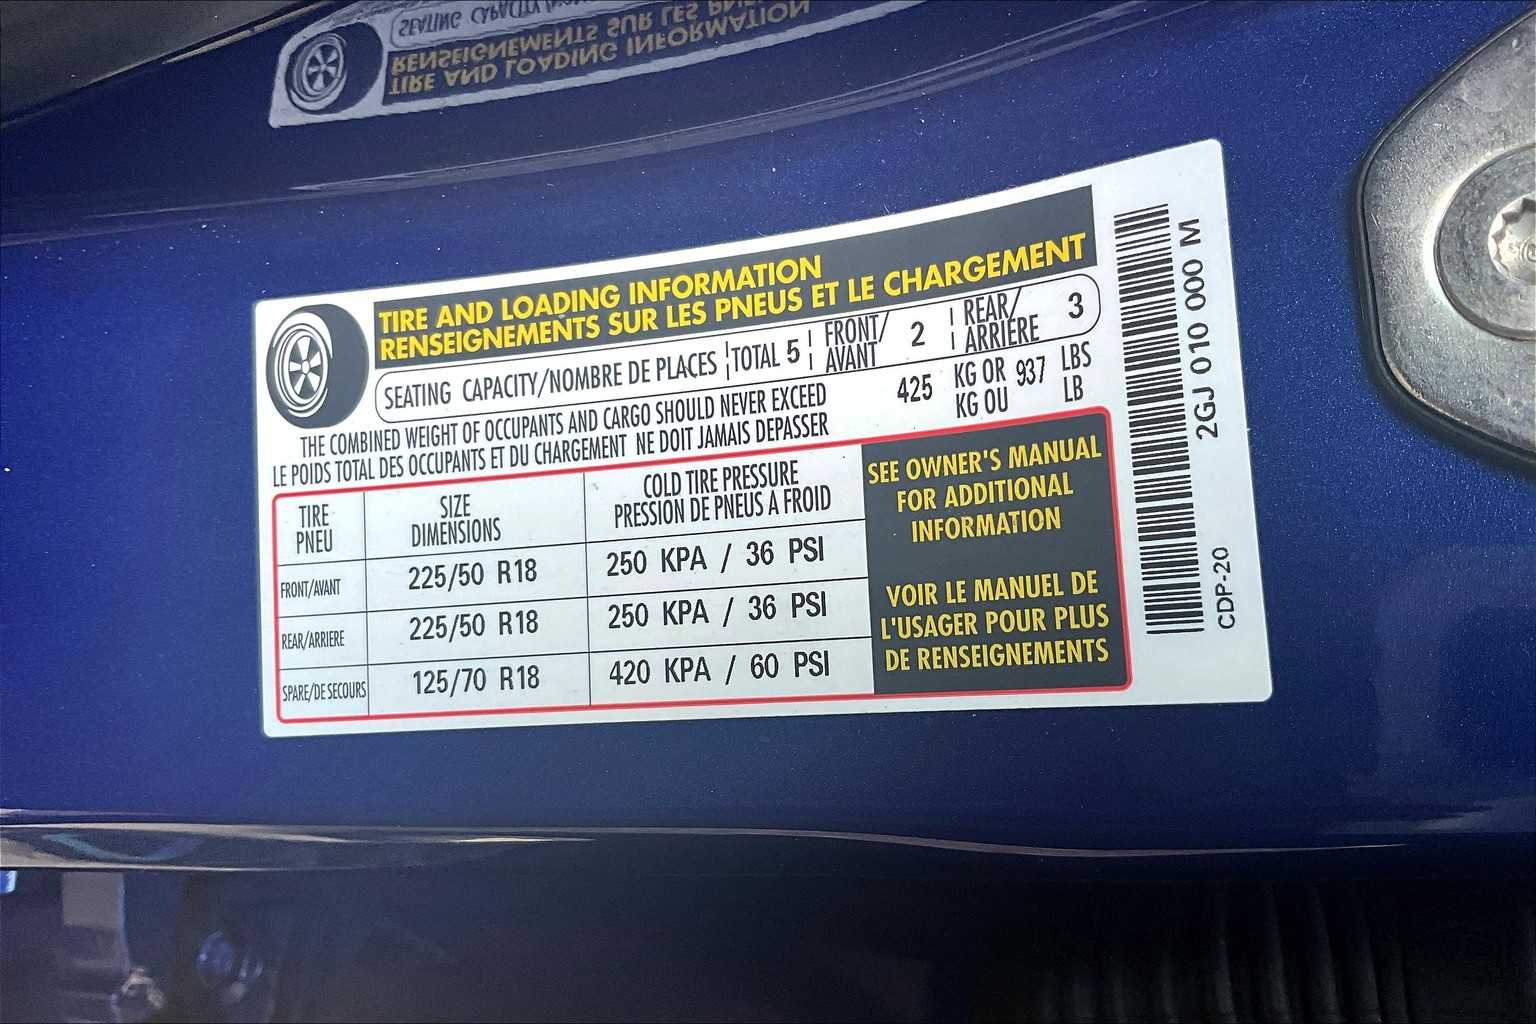 TIRE AND LOADING INFORMATION
RENSEIGNEMENTS SUR LES PNEUS ET LE CHARGEMENT
SEATING CAPACITY/NOMBRE DE PLACES TOTAL 5 FRONT/AVANT 2 REAR/ARRIÈRE 3
THE COMBINED WEIGHT OF OCCUPANTS AND CARGO SHOULD NEVER EXCEED 425 KG OR 937 LBS
LE POIDS TOTAL DES OCCUPANTS ET DU CHARGEMENT NE DOIT JAMAIS DEPASSER KG OU LB
TIRE SIZE COLD TIRE PRESSURE
PNEU DIMENSIONS PRESSION DE PNEUS A FROID
FRONT/AVANT 225/50 R18 250 KPA / 36 PSI
REAR/ARRIERE 225/50 R18 250 KPA / 36 PSI
SPARE/DE SECOURS 125/70 R18 420 KPA / 60 PSI
SEE OWNER'S MANUAL
FOR ADDITIONAL
INFORMATION
VOIR LE MANUEL DE
L'USAGER POUR PLUS
DE RENSEIGNEMENTS
2GJ 010 000 M
CDP-20
SEATING CAPACITY
RENSEIGNEMENTS SUR LES
TIRE AND LOADING INFORMATION